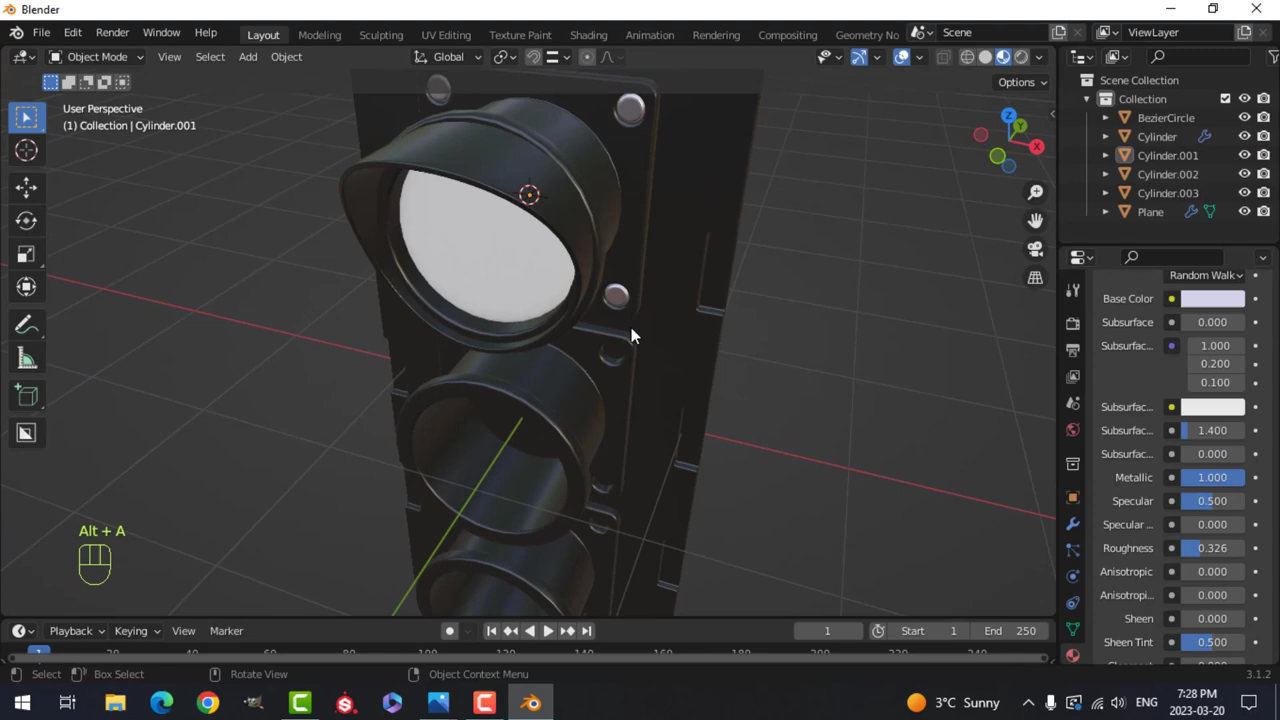 Blender
File Edit Render Window Help
Layout Modeling Sculpting UV Editing Texture Paint Shading Animation Rendering Compositing Geometry No
Scene
ViewLayer
Object Mode View Select Add Object
Global
Options
User Perspective
(1) Collection | Cylinder.001
Scene Collection
Collection
BezierCircle
Cylinder
Cylinder.001
Cylinder.002
Cylinder.003
Plane
Z
Y
X
Random Walk
Base Color
Subsurface 0.000
Subsurfac... 1.000
0.200
0.100
Subsurfac...
Subsurfac... 1.400
Subsurfac... 0.000
Metallic 1.000
Specular 0.500
Specular ... 0.000
Roughness 0.326
Anisotropic 0.000
Anisotropi... 0.000
Sheen 0.000
Sheen Tint 0.500
Alt + A
Playback Keying View Marker
1 Start 1 End 250
Select Box Select Rotate View Object Context Menu
3.1.2
3°C Sunny
ENG
7:28 PM
2023-03-20